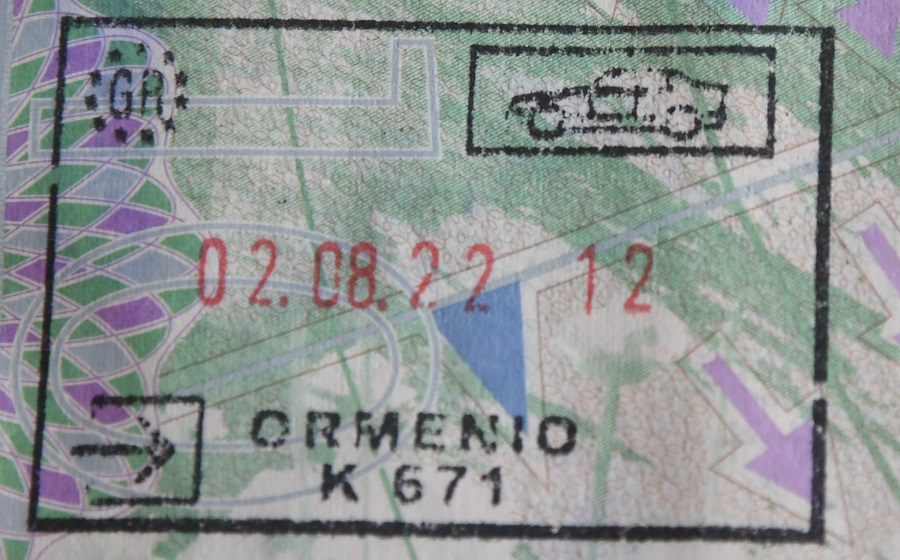 GR
02.08.22 12
ORMENIO
K 671